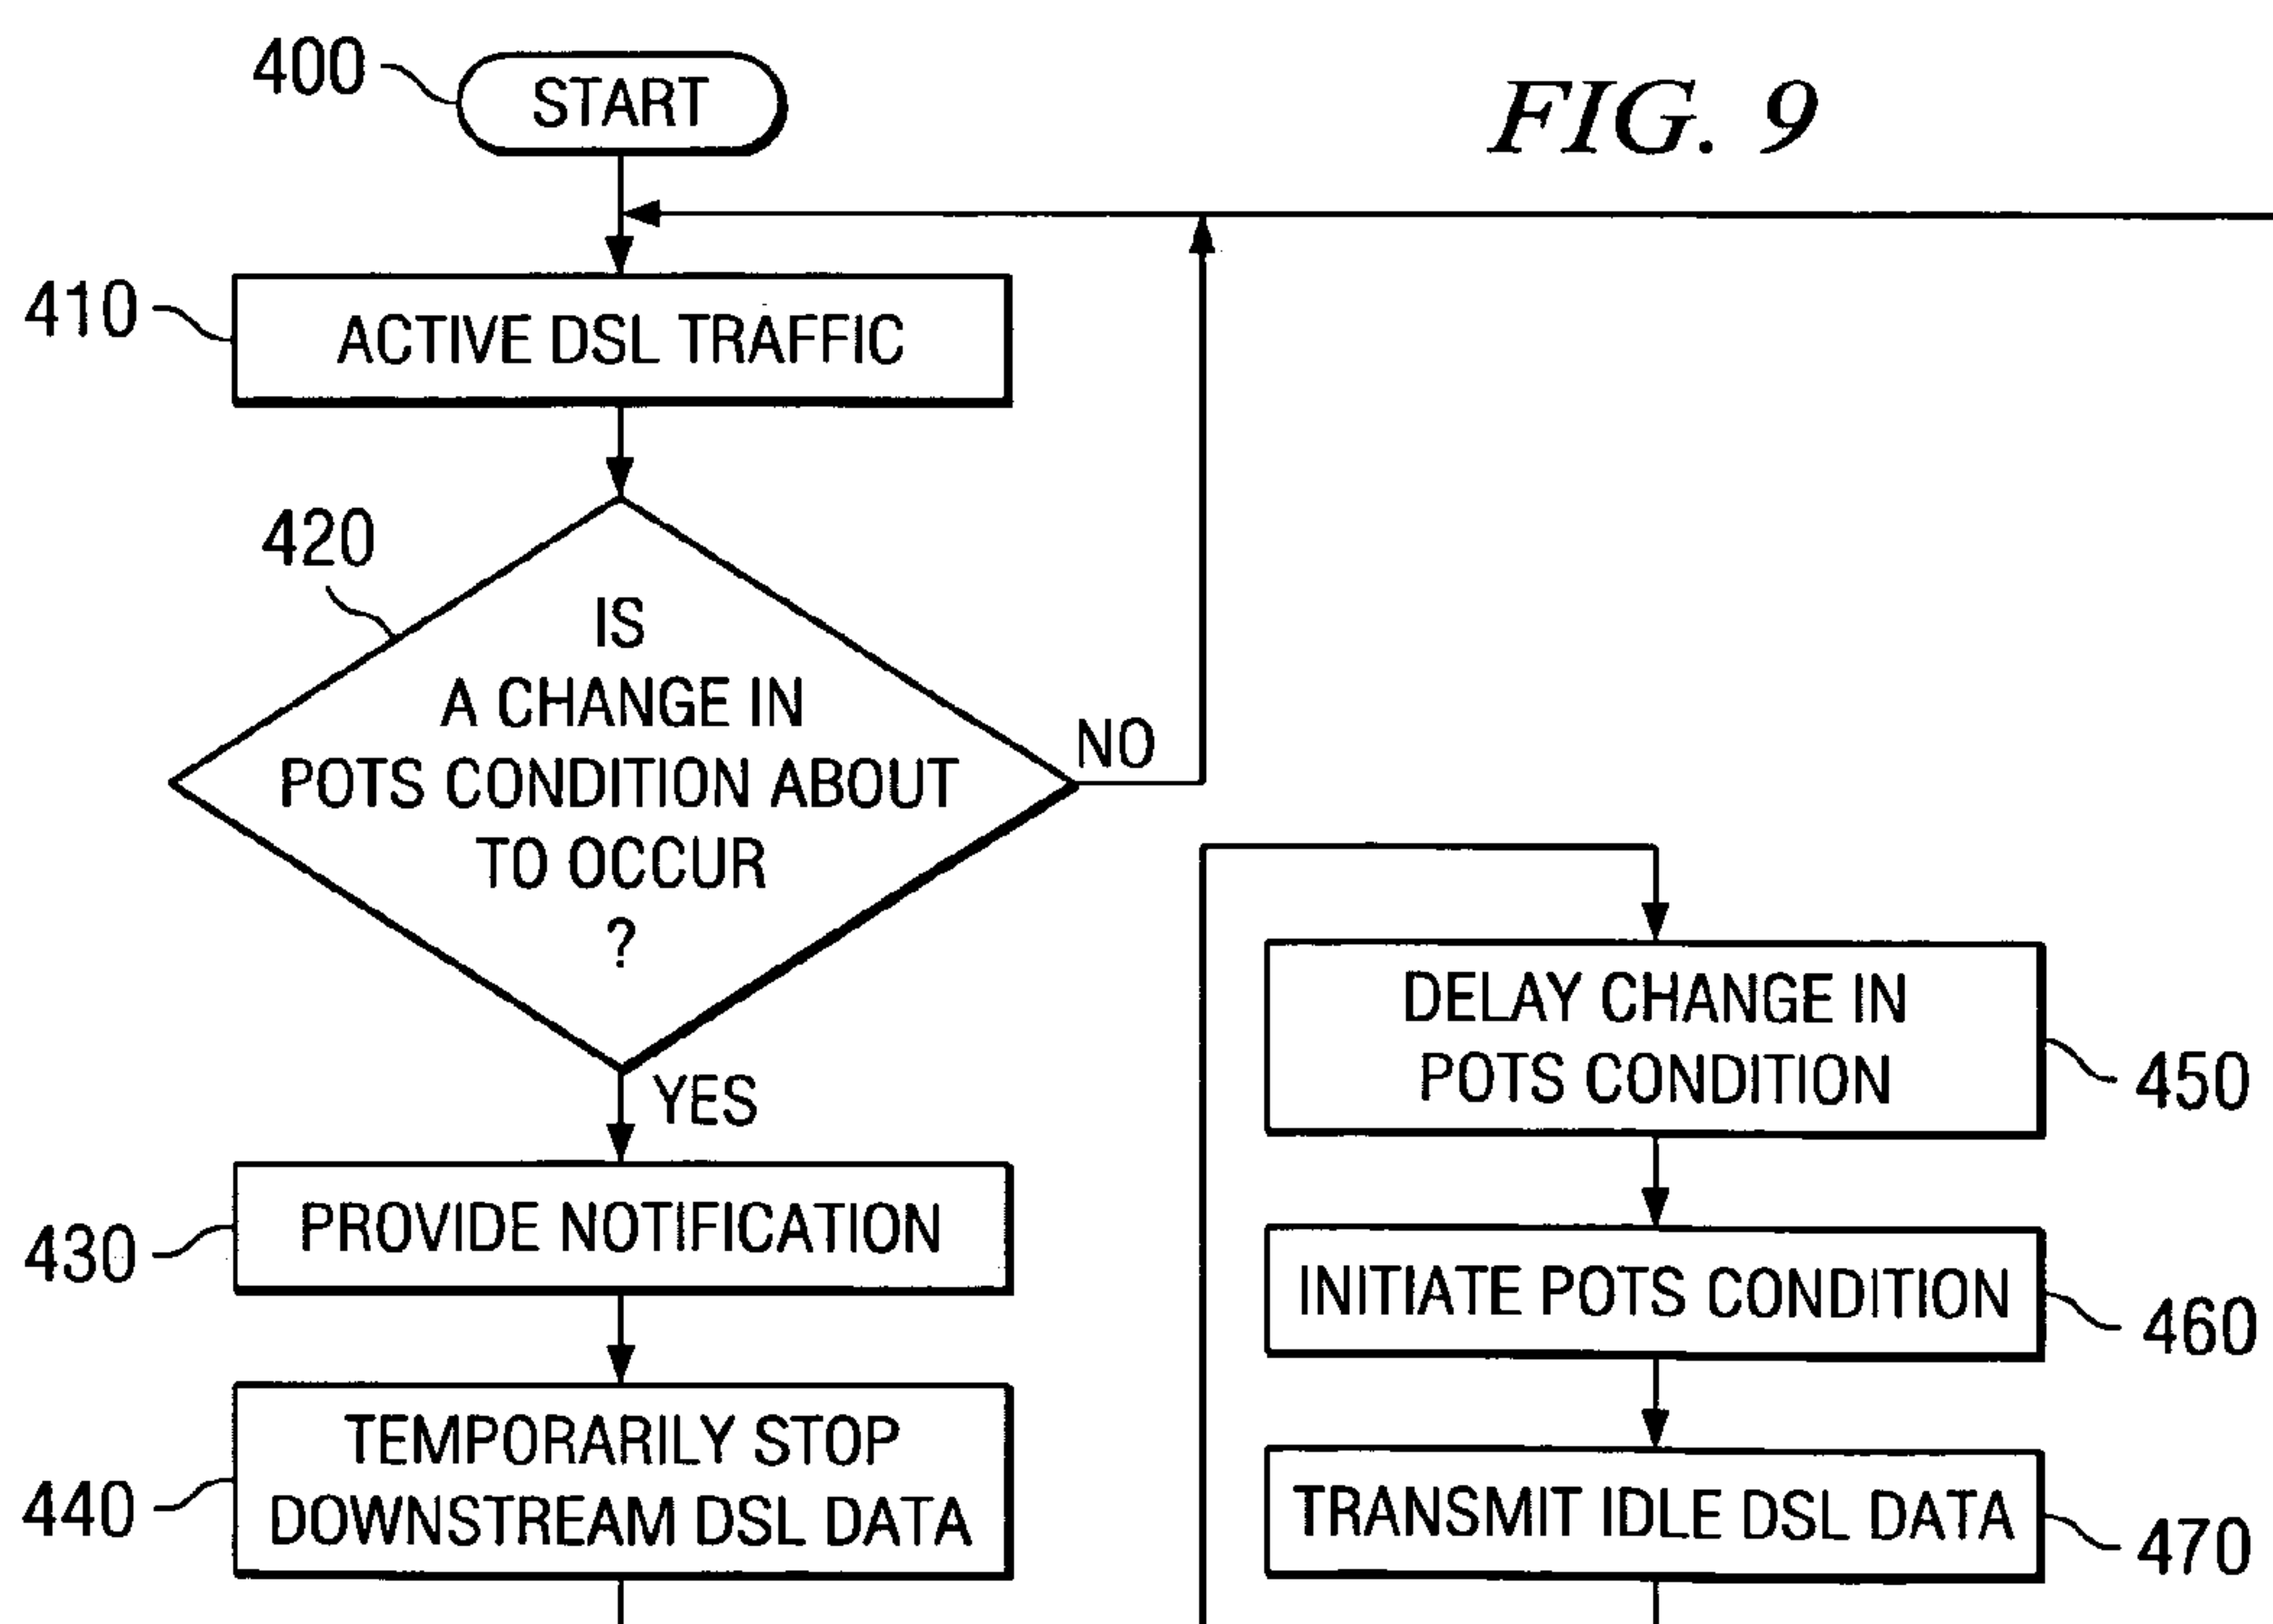 FIG. 9
400
START
410
ACTIVE DSL TRAFFIC
420
IS
A CHANGE IN
POTS CONDITION ABOUT
TO OCCUR
?
NO
YES
430
PROVIDE NOTIFICATION
440
TEMPORARILY STOP
DOWNSTREAM DSL DATA
DELAY CHANGE IN
POTS CONDITION
450
INITIATE POTS CONDITION
460
TRANSMIT IDLE DSL DATA
470